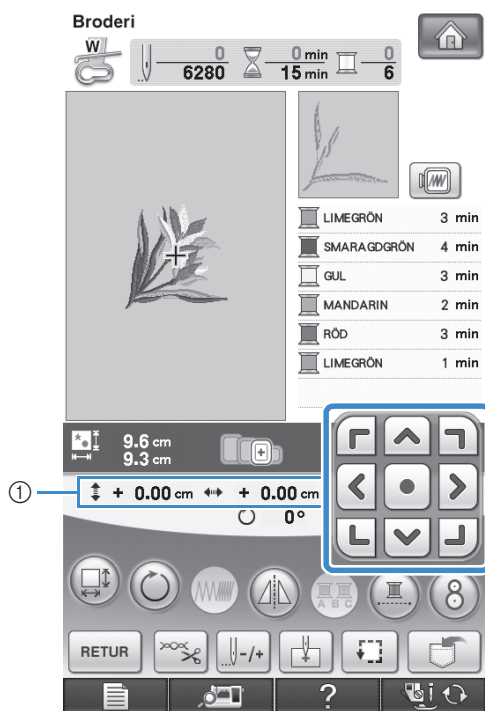 Broderi
W
0
6280
0 min
15 min
0
6
LIMEGRÖN 3 min
SMARAGDGRÖN 4 min
GUL 3 min
MANDARIN 2 min
RÖD 3 min
LIMEGRÖN 1 min
9.6 cm
9.3 cm
① + 0.00 cm + 0.00 cm
0°
A B C
8
RETUR
-/+
?